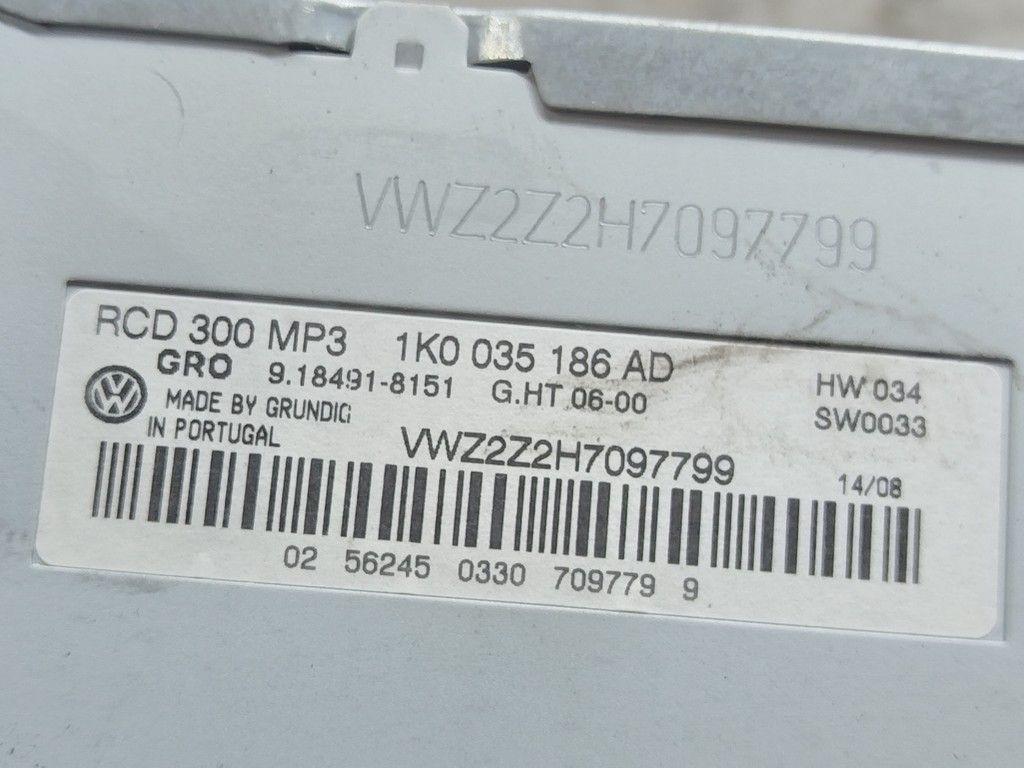 VWZ2Z2H7097799
RCD 300 MP3 1K0 035 186 AD
GRO 9.18491-8151 G.HT 06-00
HW 034
SW0033
MADE BY GRUNDIG
IN PORTUGAL
VWZ2Z2H7097799
14/08
02 56245 0330 709779 9